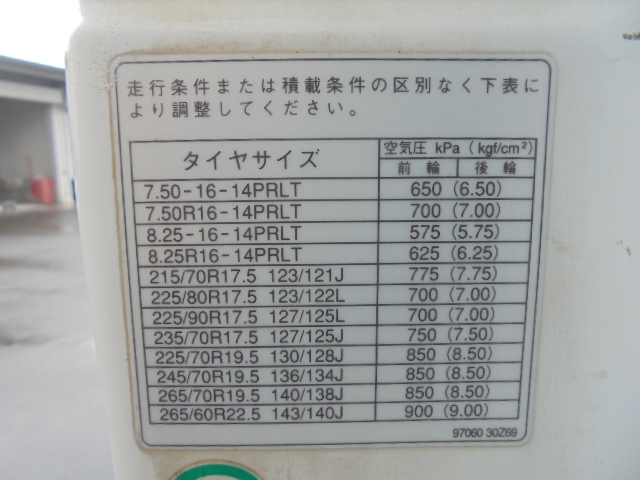 走行条件または積載条件の区別なく下表に
より調整してください。
タイヤサイズ
空気圧 kPa (kgf/cm²)
前輪 後輪
7.50-16-14PRLT 650 (6.50)
7.50R16-14PRLT 700 (7.00)
8.25-16-14PRLT 575 (5.75)
8.25R16-14PRLT 625 (6.25)
215/70R17.5 123/121J 775 (7.75)
225/80R17.5 123/122L 700 (7.00)
225/90R17.5 127/125L 700 (7.00)
235/70R17.5 127/125J 750 (7.50)
225/70R19.5 130/128J 850 (8.50)
245/70R19.5 136/134J 850 (8.50)
265/70R19.5 140/138J 850 (8.50)
265/60R22.5 143/140J 900 (9.00)
97060 30Z69